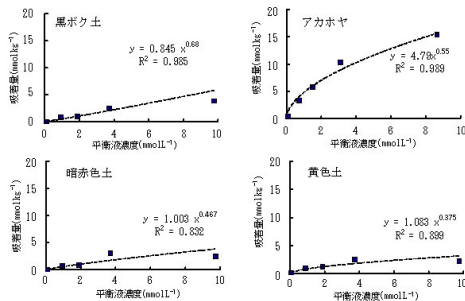 黒ボク土
20
15
10
5
0
吸着量(mmolkg⁻¹)
y = 0.845 x^0.68
R² = 0.985
0 2 4 6 8 10
平衡液濃度(mmolL⁻¹)
アカホヤ
20
15
10
5
0
吸着量(mmolkg⁻¹)
y = 4.79x^0.55
R² = 0.989
0 2 4 6 8 10
平衡液濃度(mmolL⁻¹)
暗赤色土
20
15
10
5
0
吸着量(mmolkg⁻¹)
y = 1.003 x^0.467
R² = 0.832
0 2 4 6 8 10
平衡液濃度(mmolL⁻¹)
黄色土
20
15
10
5
0
吸着量(mmolkg⁻¹)
y = 1.083 x^0.375
R² = 0.899
0 2 4 6 8 10
平衡液濃度(mmolL⁻¹)